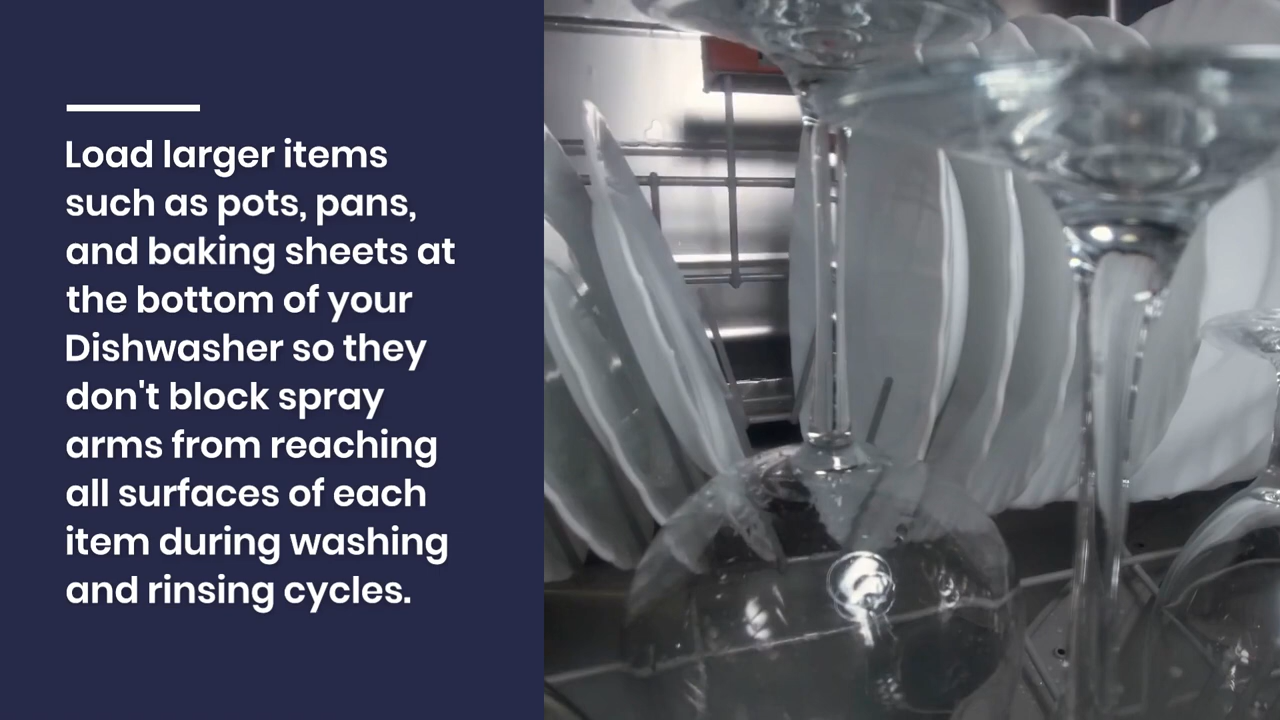 Load larger items
such as pots, pans,
and baking sheets at
the bottom of your
Dishwasher so they
don't block spray
arms from reaching
all surfaces of each
item during washing
and rinsing cycles.